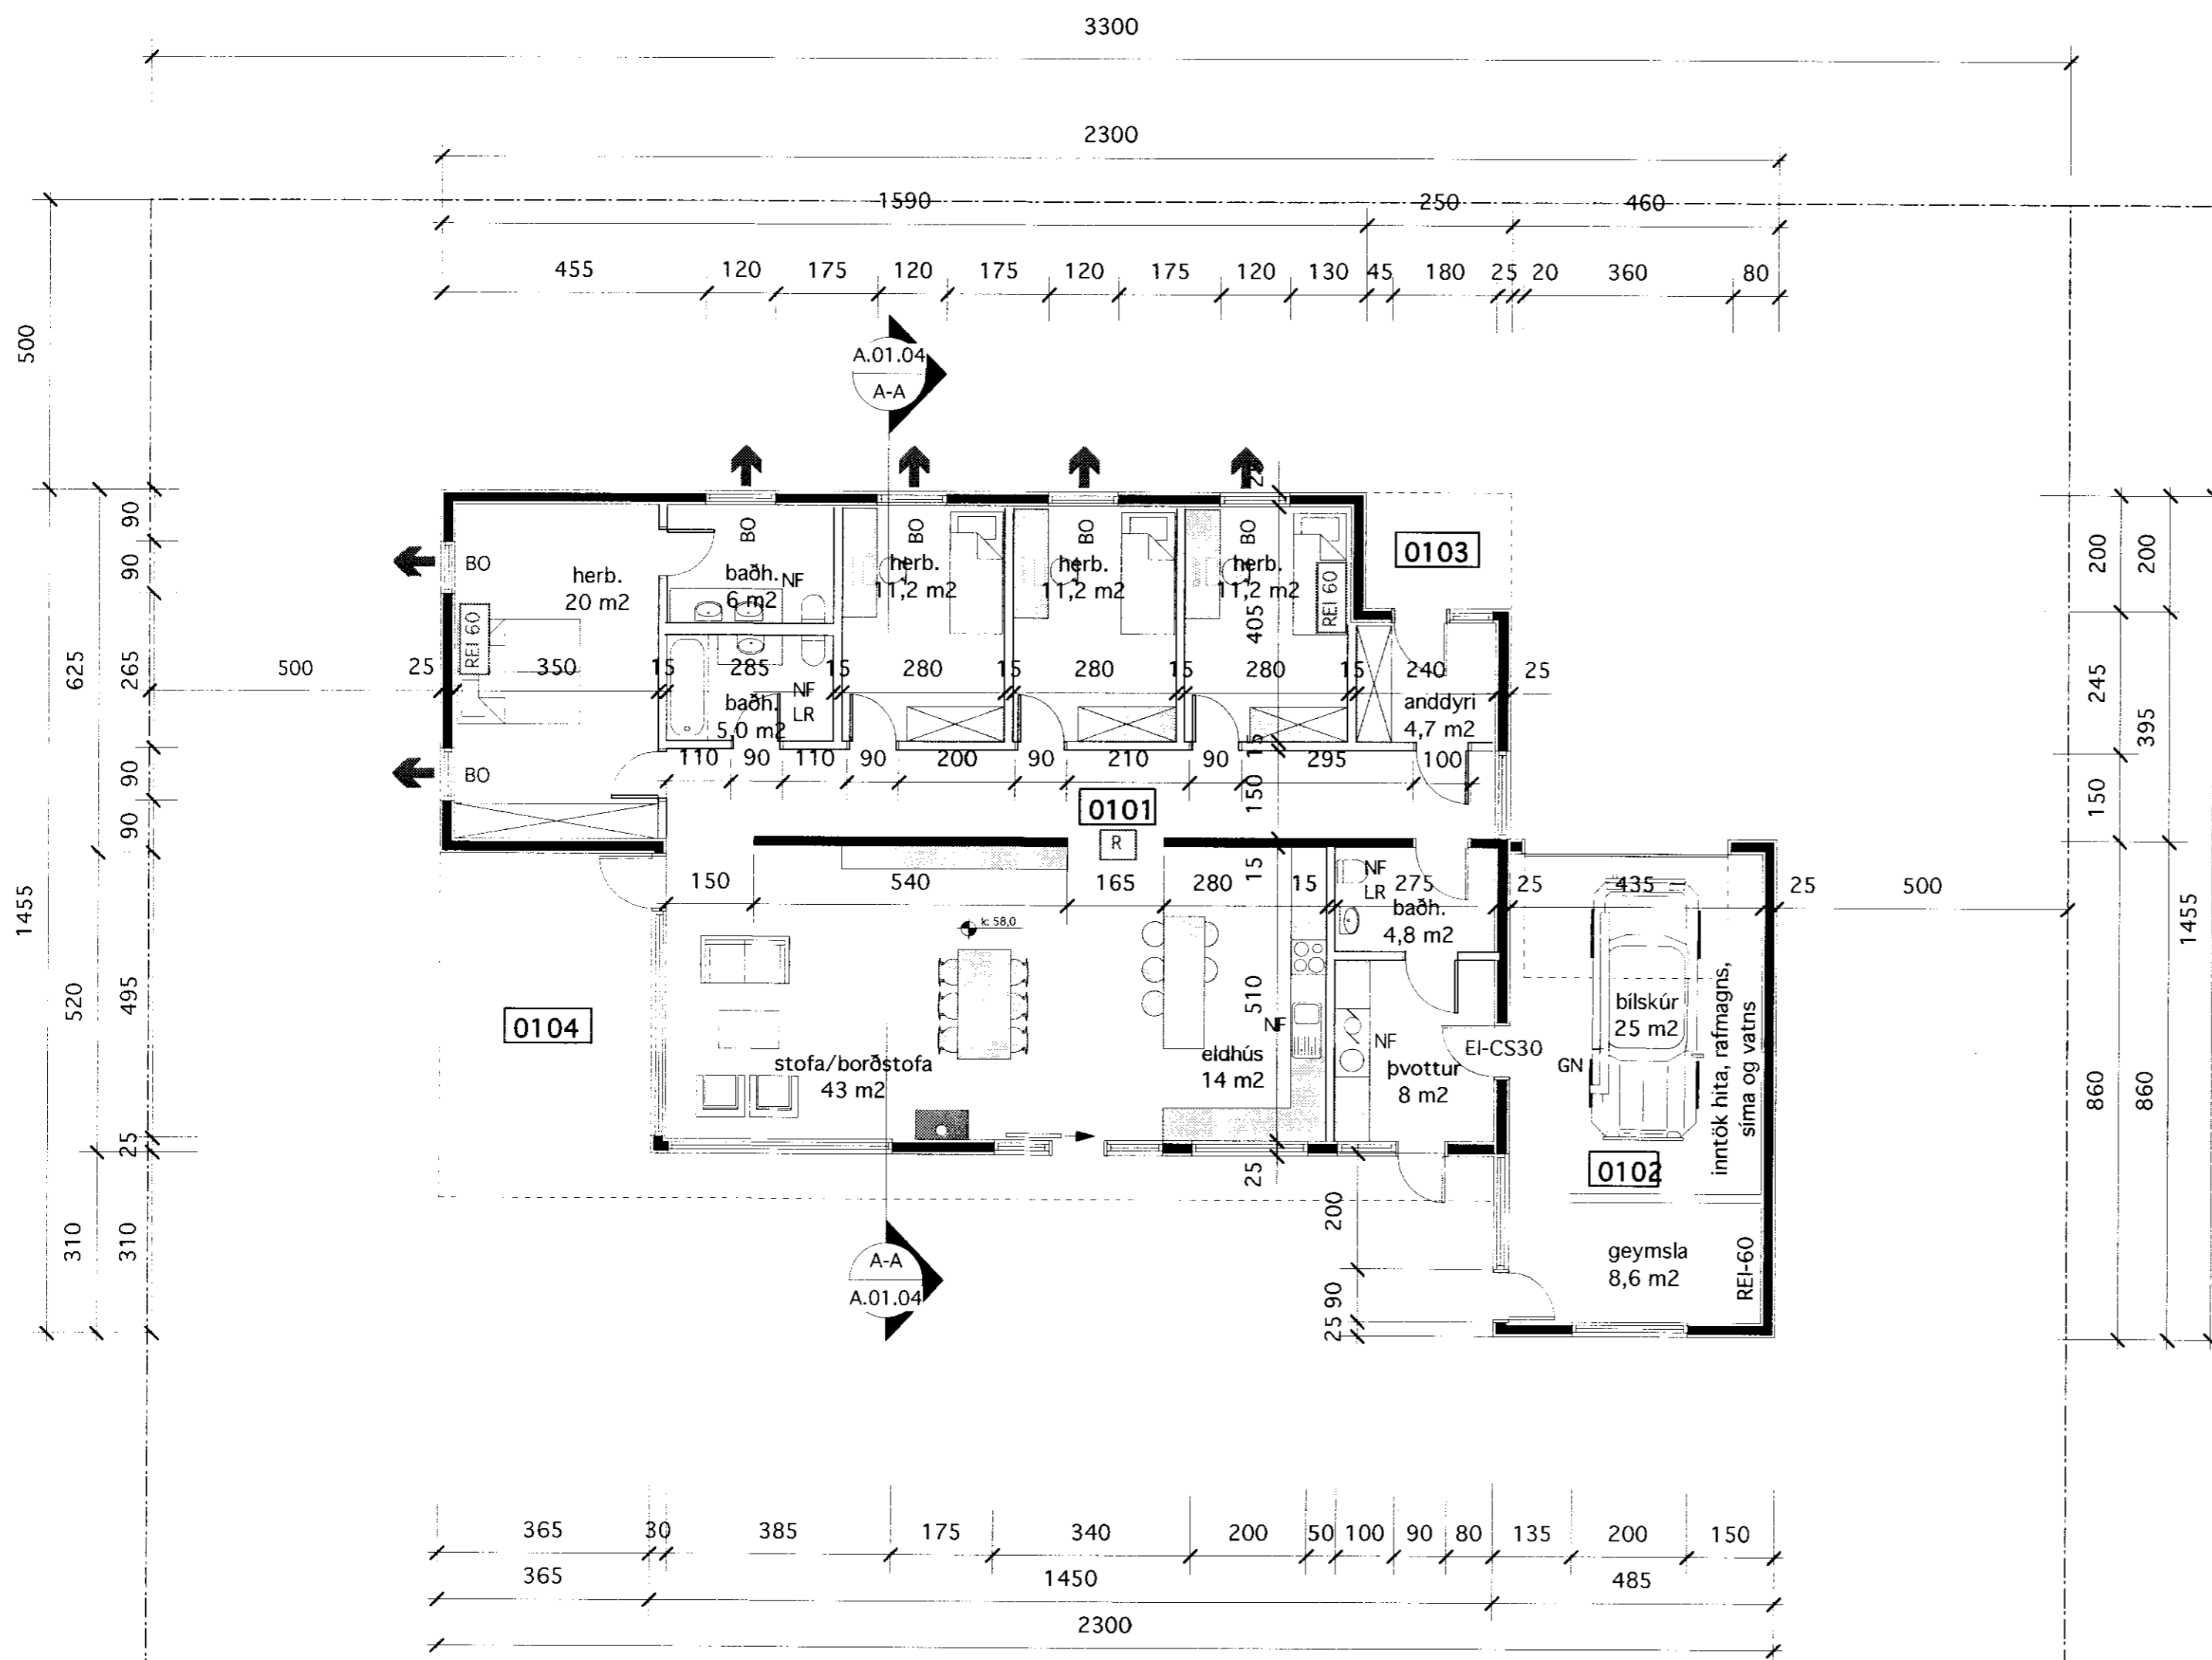 3300
2300
1590 250 460
455 120 175 120 175 120 175 120 130 45 180 25 20 360 80
500
A.01.04
A-A
25
0103
BO BO BO BO
BO
herb.
20 m2
baðh.
6 m2
NF
herb.
11,2 m2
herb.
11,2 m2
herb.
11,2 m2
REI 60
REI 60
405
500 25 350 15 285 15 280 15 280 15 280 15 240 25
NF
LR
baðh.
5,0 m2
anddyri
4,7 m2
BO
110 90 110 90 200 90 210 90 15 295 100
150
0101
R
150 540 165 280 15 15 275 25 435 25 500
NF
LR
baðh.
4,8 m2
k: 58,0
510
0104
stofa/borðstofa
43 m2
NF
eldhús
14 m2
NF
þvottur
8 m2
EI-CS30
GN
bílskúr
25 m2
inntök hita, rafmagns,
síma og vatns
0102
25
200
90
25
geymsla
8,6 m2
REI-60
A-A
A.01.04
90
90
265
90
90
495
25
310
625
520
310
1455
200
245
150
860
200
395
860
1455
365 30 385 175 340 200 50 100 90 80 135 200 150
365 1450 485
2300